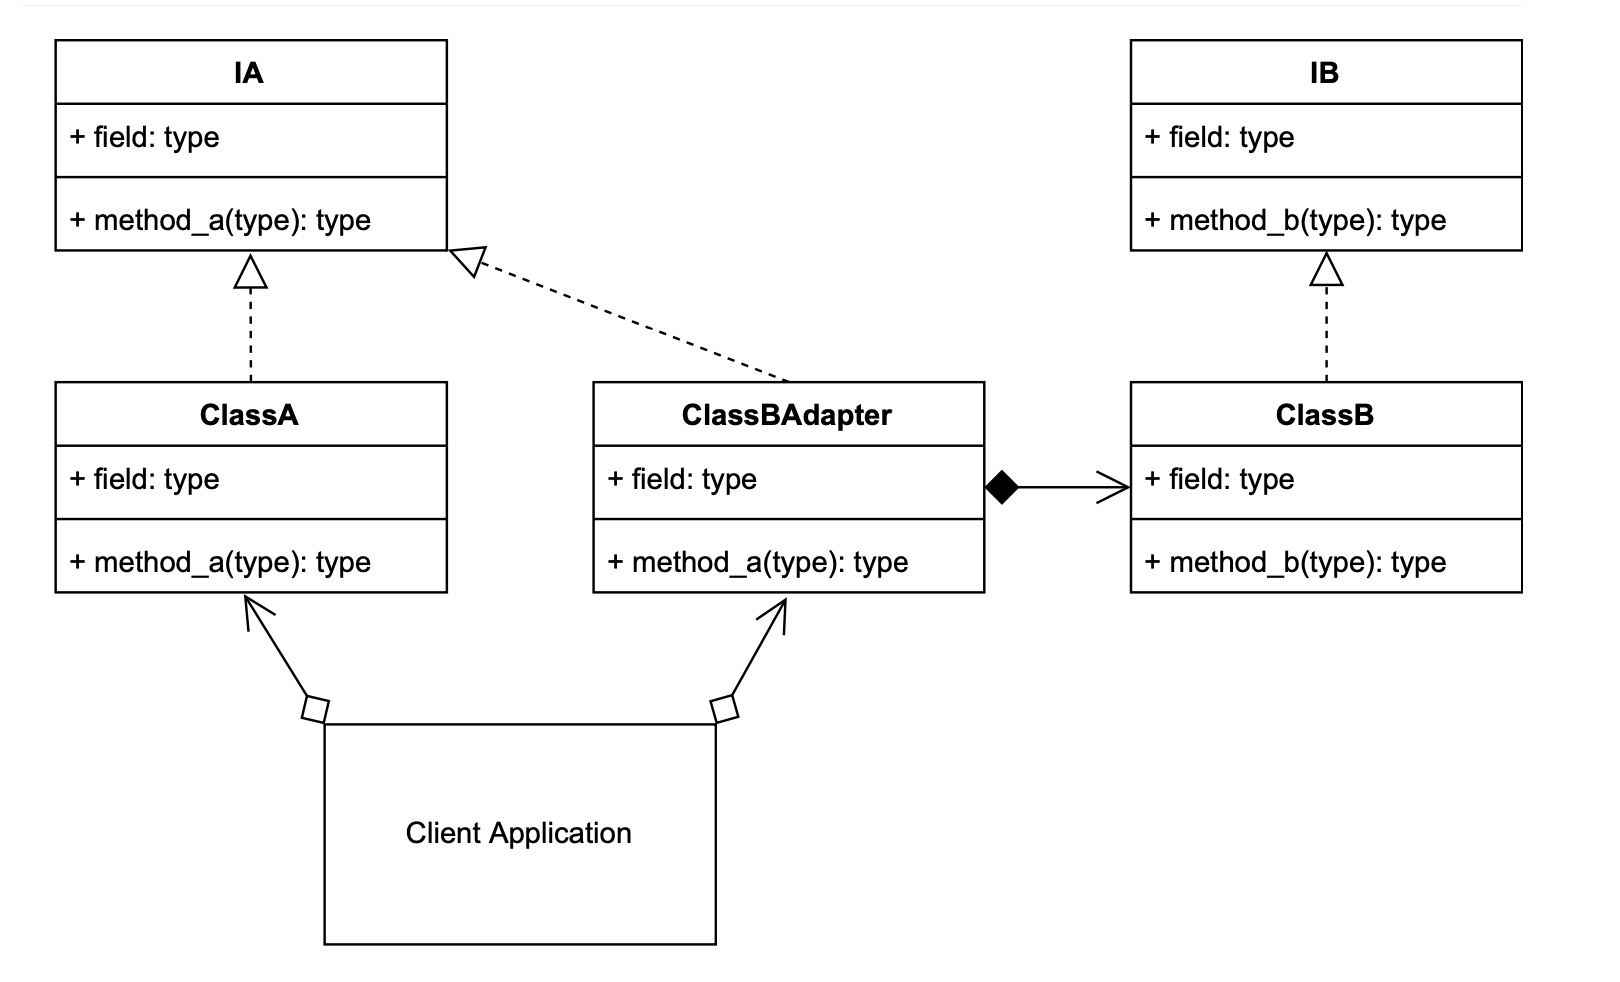 IA
+ field: type
+ method_a(type): type
IB
+ field: type
+ method_b(type): type
ClassA
+ field: type
+ method_a(type): type
ClassBAdapter
+ field: type
+ method_a(type): type
ClassB
+ field: type
+ method_b(type): type
Client Application